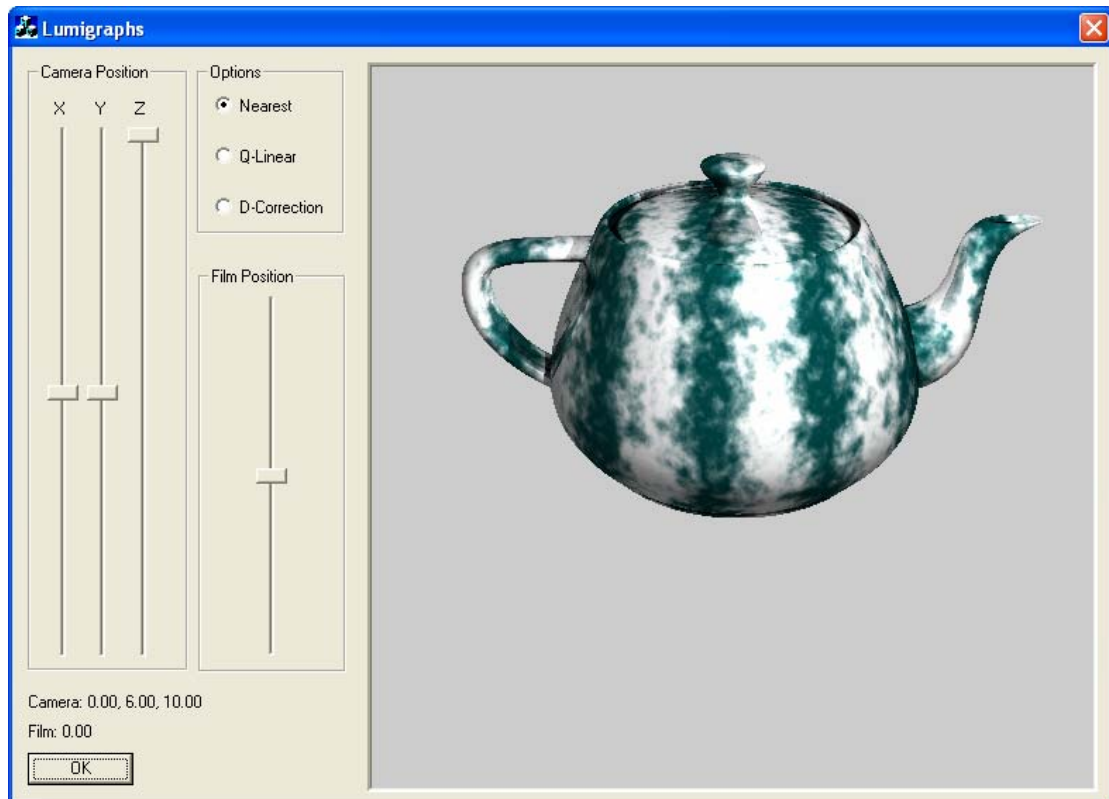 Lumigraphs
Camera Position
X Y Z
Options
Nearest
Q-Linear
D-Correction
Film Position
Camera: 0.00, 6.00, 10.00
Film: 0.00
OK